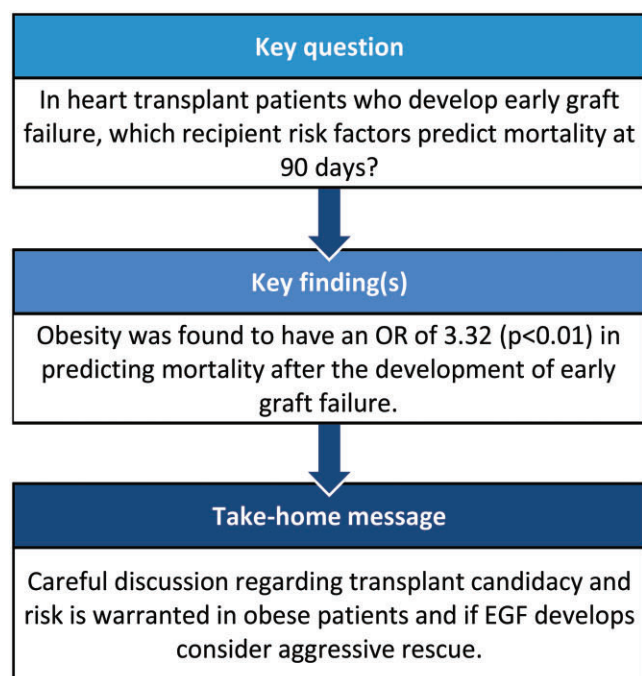 Key question
In heart transplant patients who develop early graft
failure, which recipient risk factors predict mortality at
90 days?
Key finding(s)
Obesity was found to have an OR of 3.32 (p<0.01) in
predicting mortality after the development of early
graft failure.
Take-home message
Careful discussion regarding transplant candidacy and
risk is warranted in obese patients and if EGF develops
consider aggressive rescue.